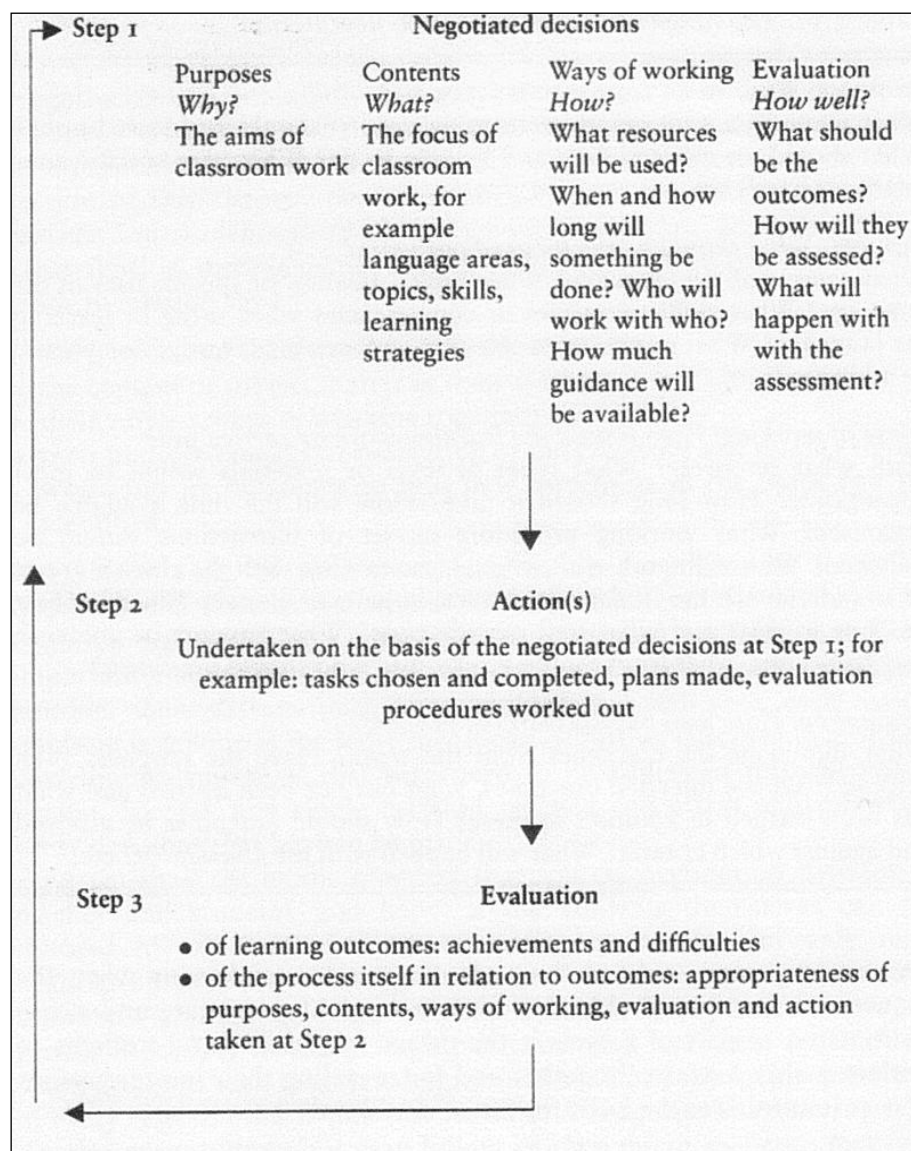 Step 1 Negotiated decisions
Purposes
Why?
The aims of
classroom work
Contents
What?
The focus of
classroom
work; for
example
language areas,
topics, skills,
learning
strategies
Ways of working
How?
What resources
will be used?
When and how
long will
something be
done? Who will
work with who?
How much
guidance will
be available?
Evaluation
How well?
What should
be the
outcomes?
How will they
be assessed?
What will
happen with
with the
assessment?
Step 2 Action(s)
Undertaken on the basis of the negotiated decisions at Step 1; for
example: tasks chosen and completed, plans made, evaluation
procedures worked out
Step 3 Evaluation
● of learning outcomes: achievements and difficulties
● of the process itself in relation to outcomes: appropriateness of
purposes, contents, ways of working, evaluation and action
taken at Step 2